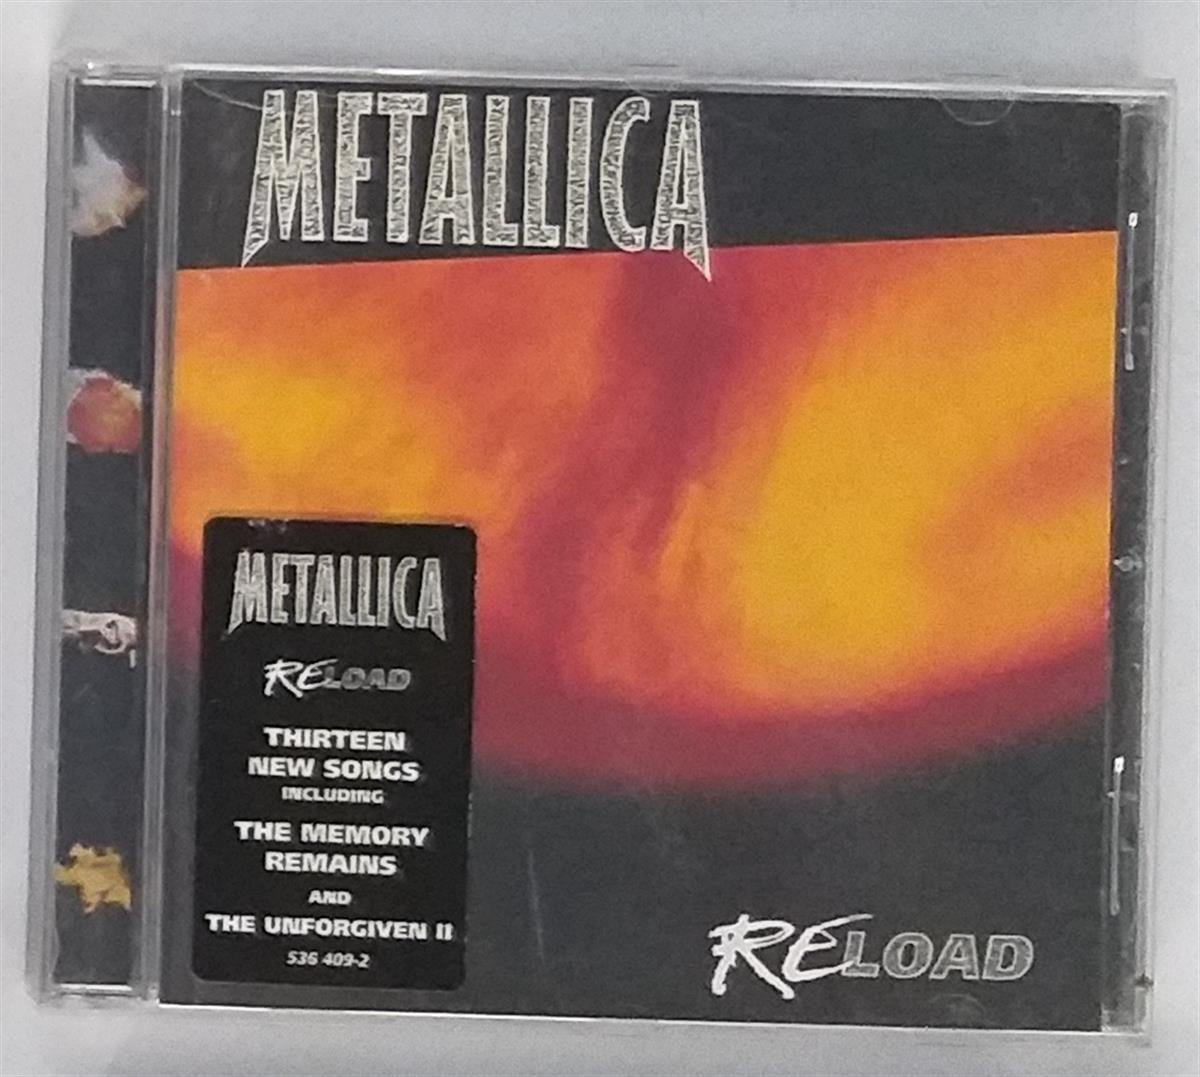 METALLICA
METALLICA
RELOAD
THIRTEEN
NEW SONGS
INCLUDING
THE MEMORY
REMAINS
AND
THE UNFORGIVEN II
536 409-2
RELOAD